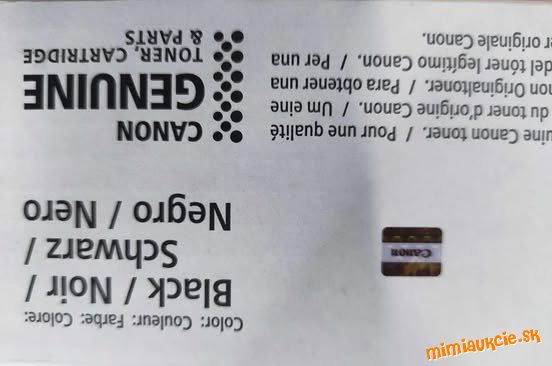 Color: Couleur: Farbe: Colore:
Black / Noir /
Schwarz /
Negro / Nero
Canon
uine Canon toner. / Pour une qualité
du toner d'origine Canon. / Um eine
non Originaltoner. / Para obtener una
del tóner legítimo Canon. / Per una
er originale Canon.
CANON
GENUINE
TONER, CARTRIDGE
& PARTS
mimiaukcie.sk